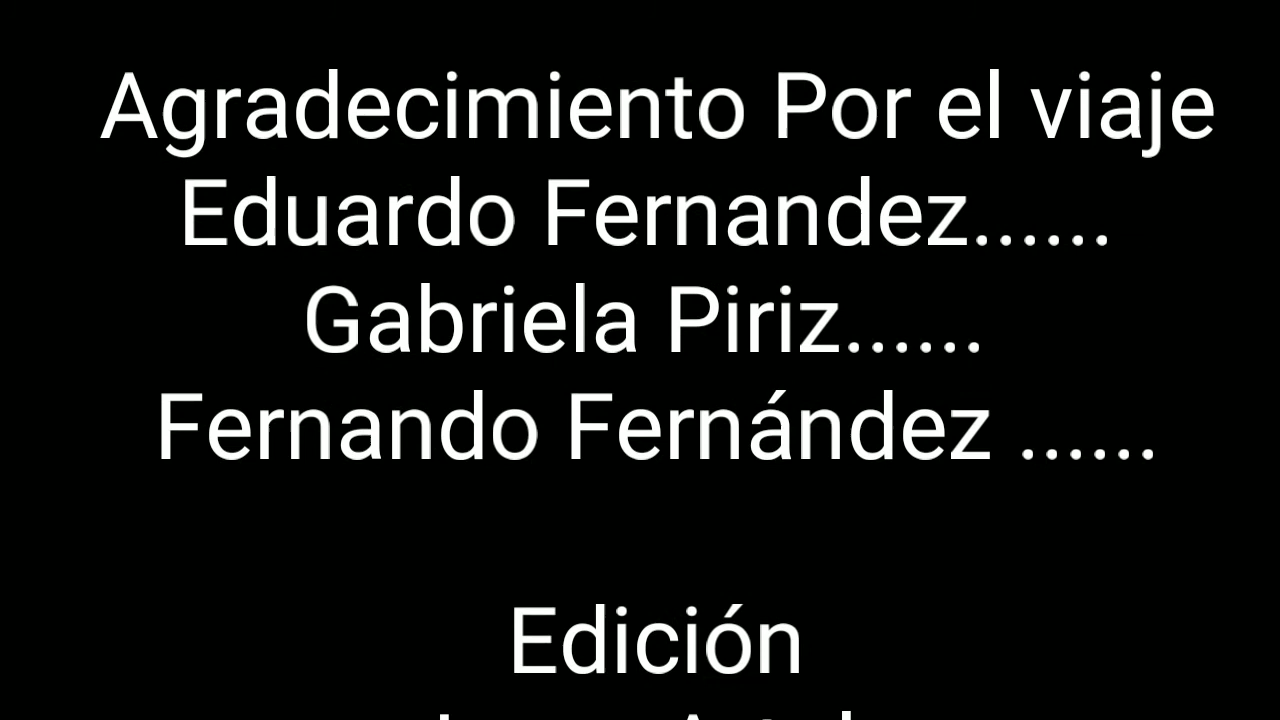 Agradecimiento Por el viaje
Eduardo Fernandez......
Gabriela Piriz......
Fernando Fernández ......
Edición